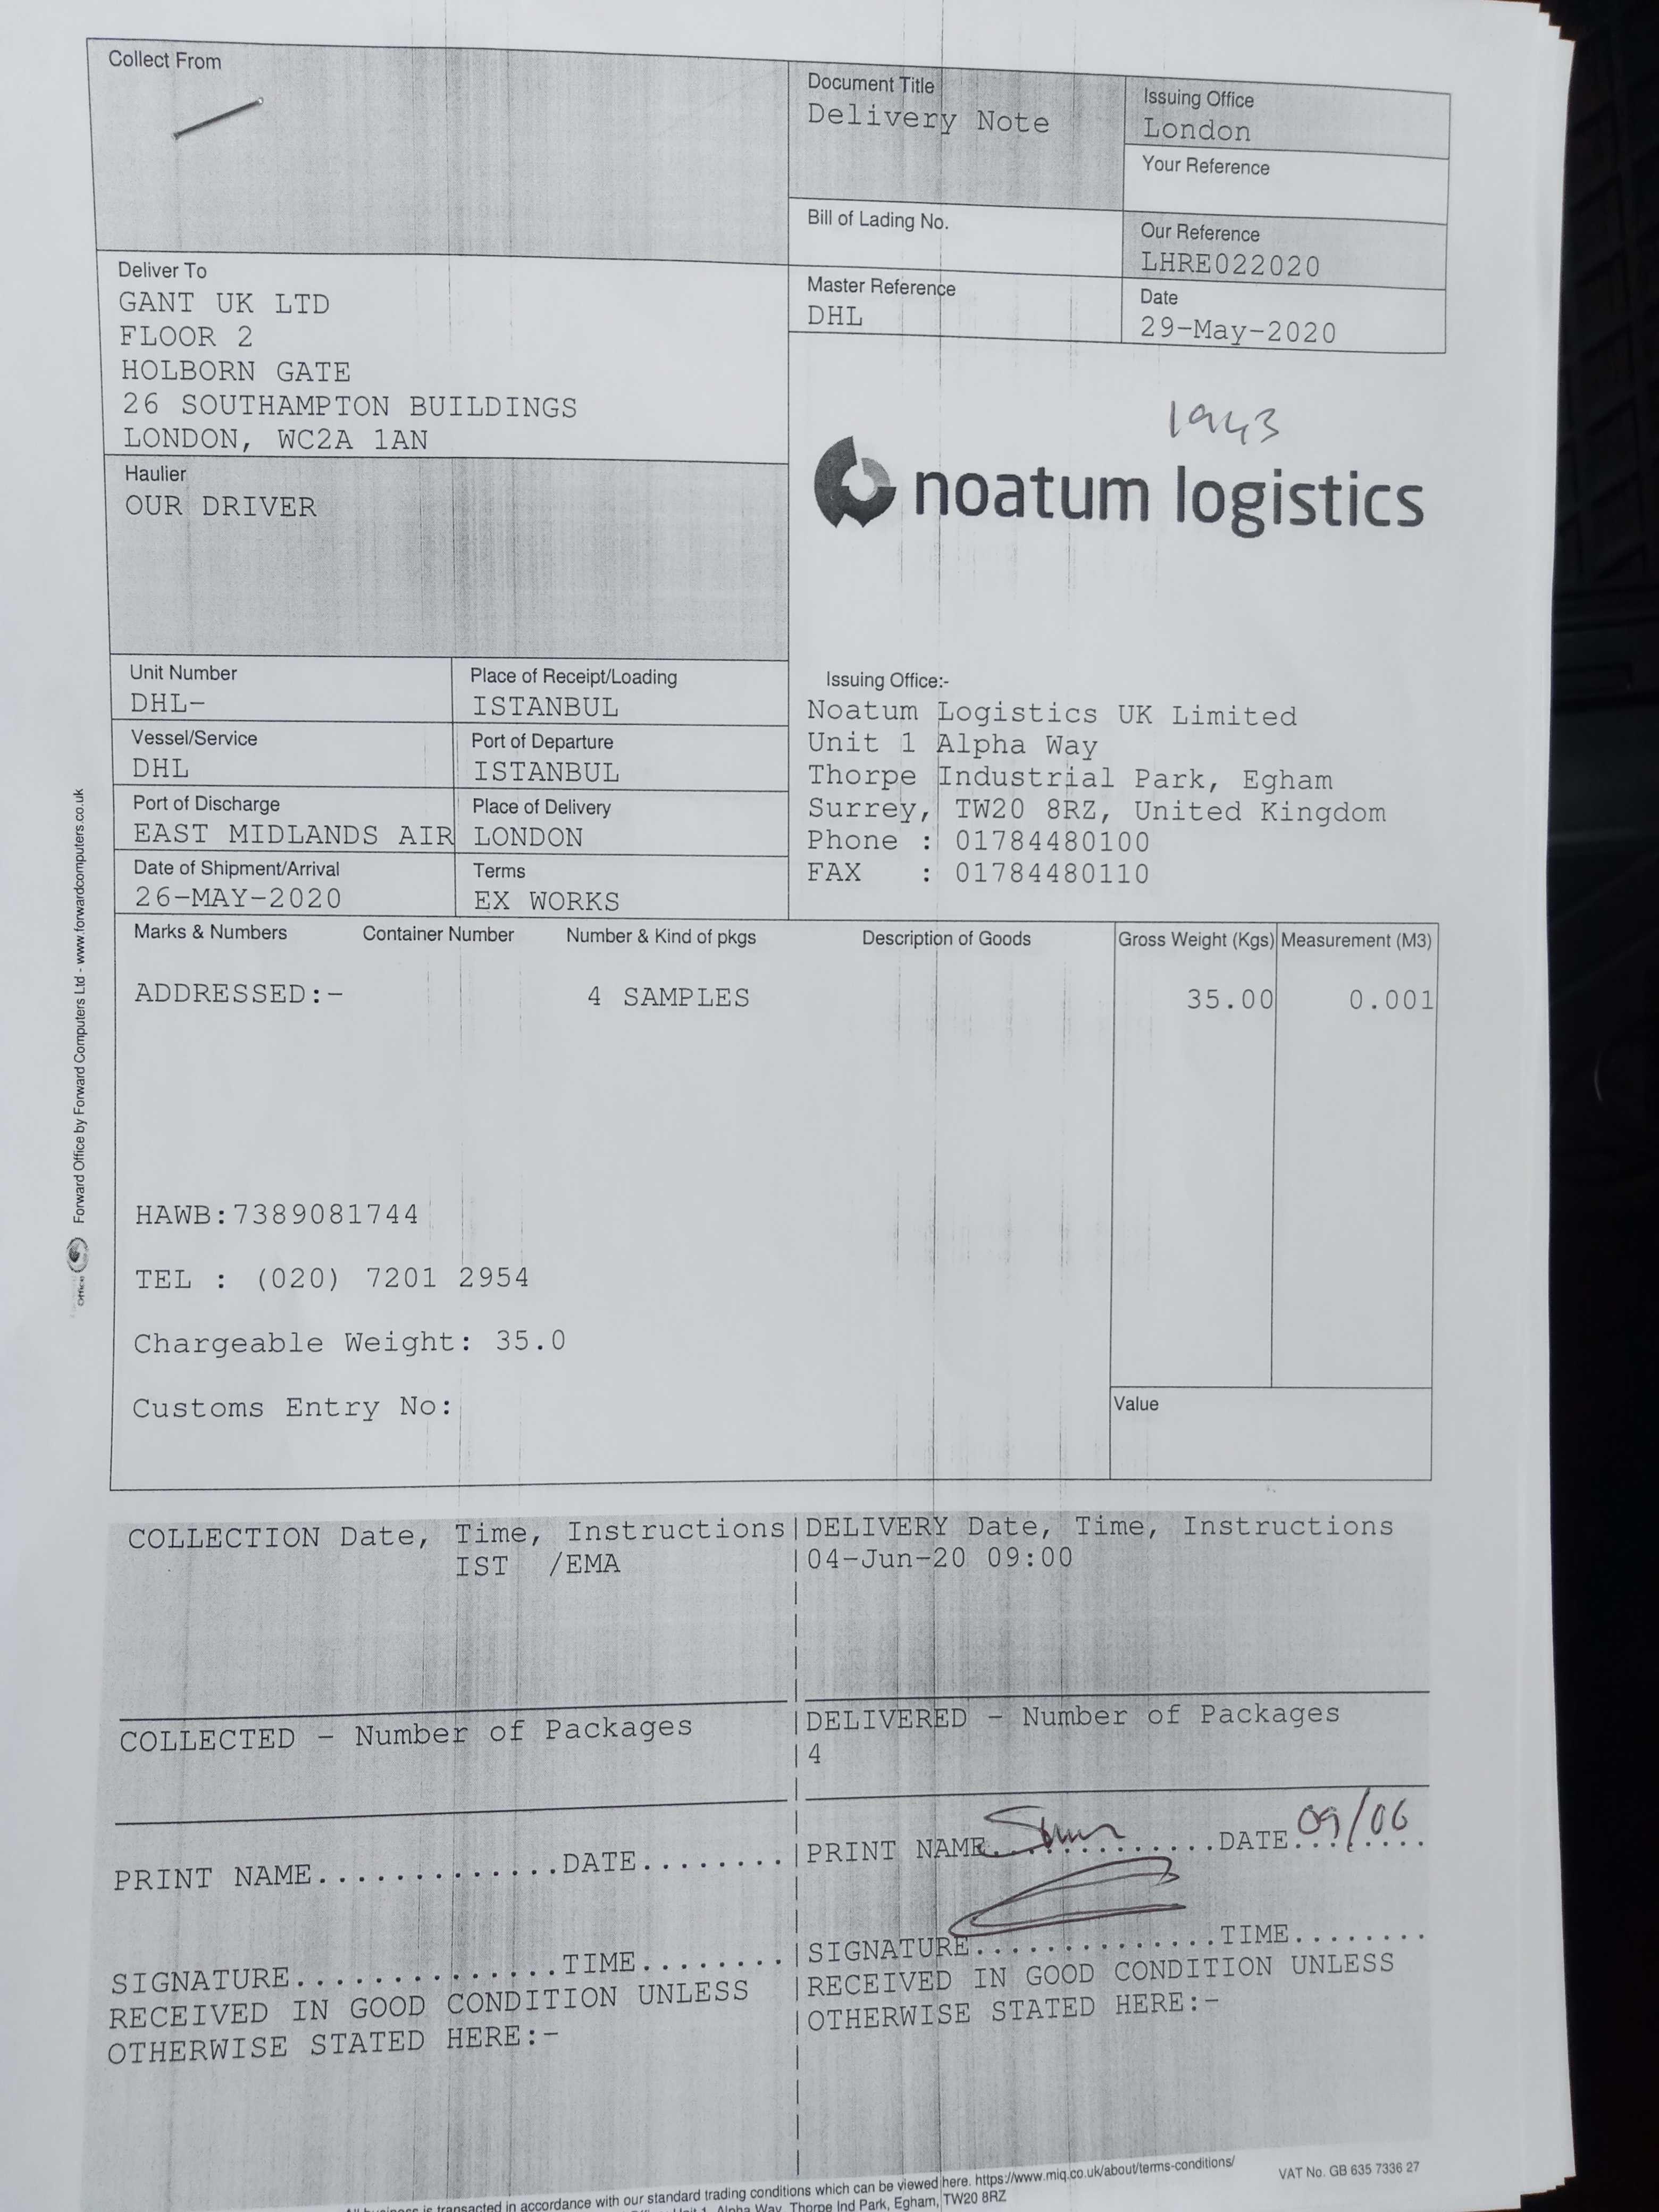 Collect From
Document Title
Delivery Note
Issuing Office
London
Your Reference
Bill of Lading No.
Our Reference
LHRE022020
Deliver To
GANT UK LTD
FLOOR 2
HOLBORN GATE
26 SOUTHAMPTON BUILDINGS
LONDON, WC2A 1AN
Master Reference
DHL
Date
29-May-2020
1943
noatum logistics
Haulier
OUR DRIVER
Unit Number
DHL-
Place of Receipt/Loading
ISTANBUL
Vessel/Service
DHL
Port of Departure
ISTANBUL
Port of Discharge
EAST MIDLANDS AIR
Place of Delivery
LONDON
Date of Shipment/Arrival
26-MAY-2020
Terms
EX WORKS
Issuing Office:-
Noatum Logistics UK Limited
Unit 1 Alpha Way
Thorpe Industrial Park, Egham
Surrey, TW20 8RZ, United Kingdom
Phone : 01784480100
FAX : 01784480110
Marks & Numbers Container Number Number & Kind of pkgs Description of Goods Gross Weight (Kgs) Measurement (M3)
ADDRESSED:- 4 SAMPLES 35.00 0.001
HAWB:7389081744
TEL : (020) 7201 2954
Chargeable Weight: 35.0
Customs Entry No:
Value
Forward Office by Forward Computers Ltd - www.forwardcomputers.co.uk
Office
COLLECTION Date, Time, Instructions
IST /EMA
DELIVERY Date, Time, Instructions
04-Jun-20 09:00
COLLECTED - Number of Packages
DELIVERED - Number of Packages
4
PRINT NAME.............DATE........
PRINT NAME..............DATE........ 09/06
SIGNATURE..............TIME........
RECEIVED IN GOOD CONDITION UNLESS
OTHERWISE STATED HERE:-
SIGNATURE..............TIME........
RECEIVED IN GOOD CONDITION UNLESS
OTHERWISE STATED HERE:-
is transacted in accordance with our standard trading conditions which can be viewed here. https://www.miq.co.uk/about/terms-conditions/
VAT No. GB 635 7336 27
Alpha Way, Thorpe Ind Park, Egham, TW20 8RZ